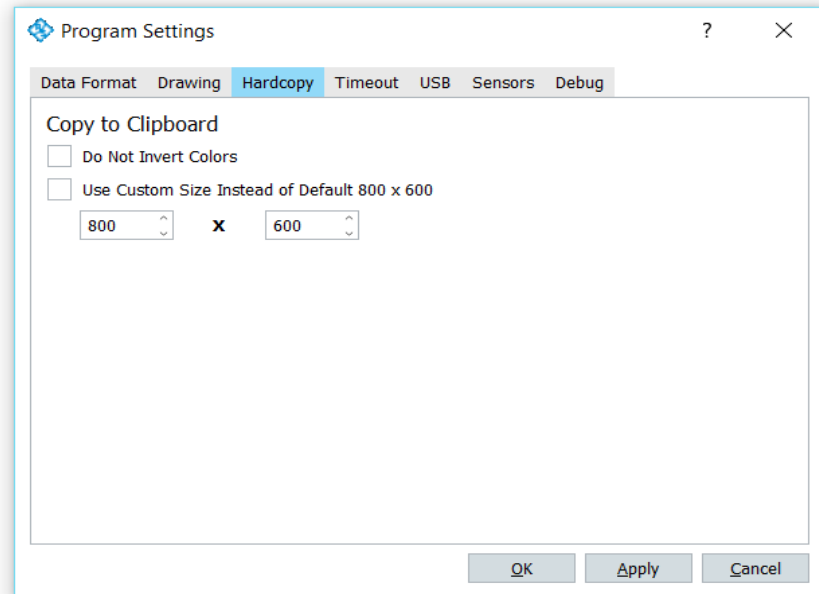 Program Settings ?
Data Format Drawing Hardcopy Timeout USB Sensors Debug
Copy to Clipboard
Do Not Invert Colors
Use Custom Size Instead of Default 800 x 600
800 X 600
OK Apply Cancel